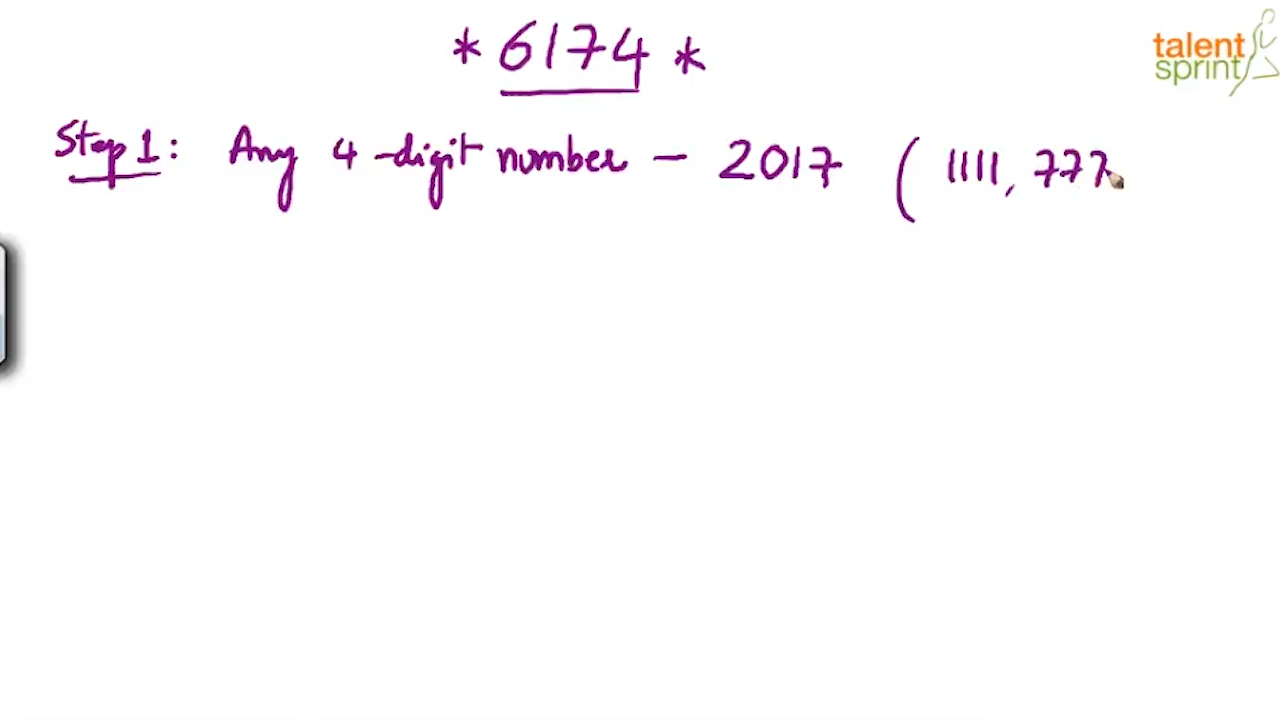 * 6174 *
talent
sprint
Step 1: Any 4-digit number - 2017 ( 1111, 777